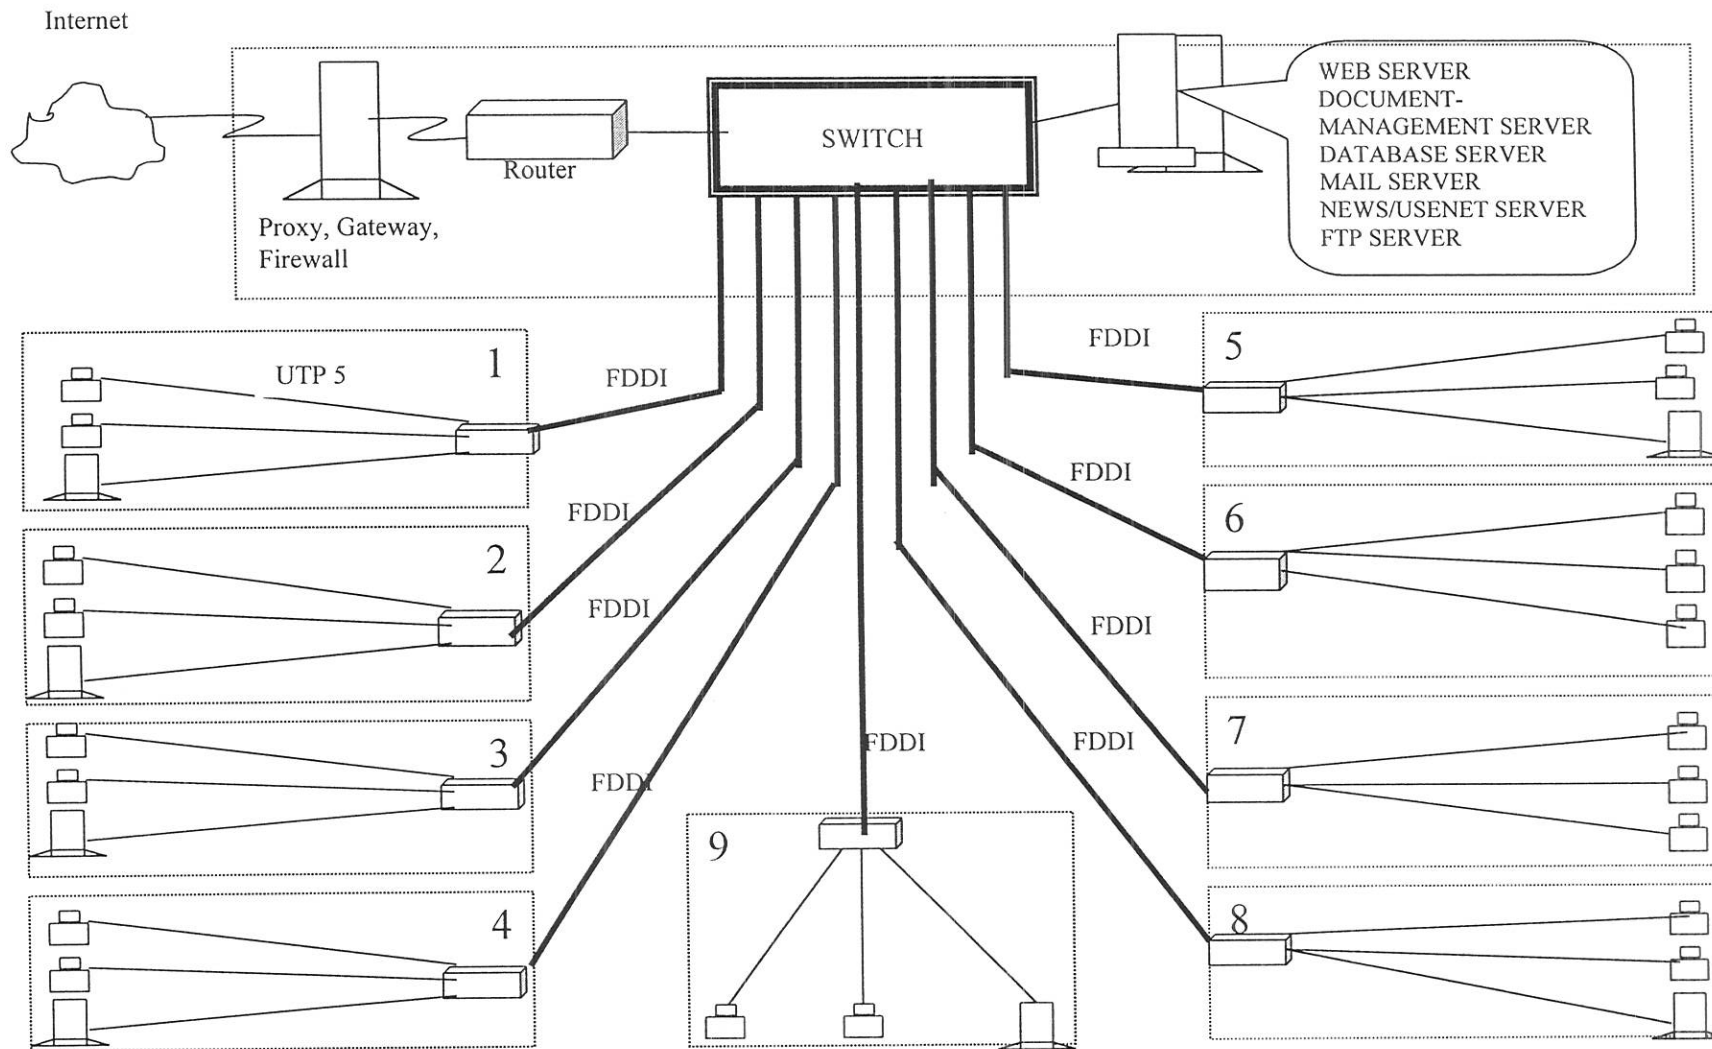 Internet
WEB SERVER
DOCUMENT-
MANAGEMENT SERVER
DATABASE SERVER
MAIL SERVER
NEWS/USENET SERVER
FTP SERVER
SWITCH
Router
Proxy, Gateway,
Firewall
1
UTP 5
FDDI
FDDI
5
2
FDDI
FDDI
6
3
FDDI
FDDI
7
4
FDDI
FDDI
FDDI
8
9